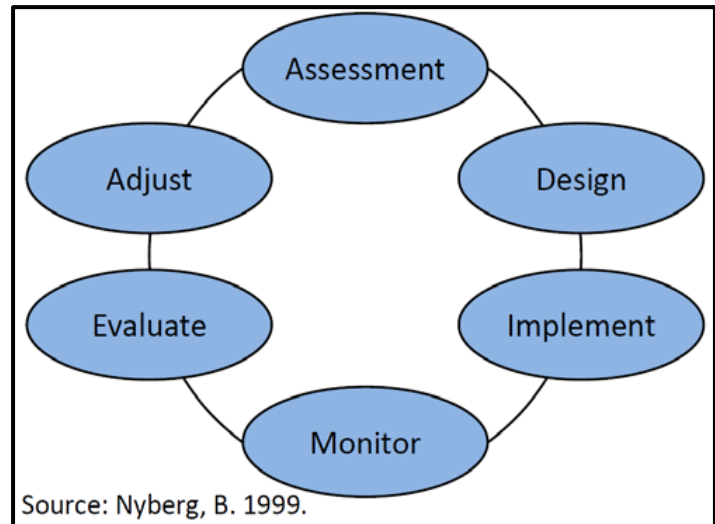 Assessment
Design
Implement
Monitor
Evaluate
Adjust
Source: Nyberg, B. 1999.